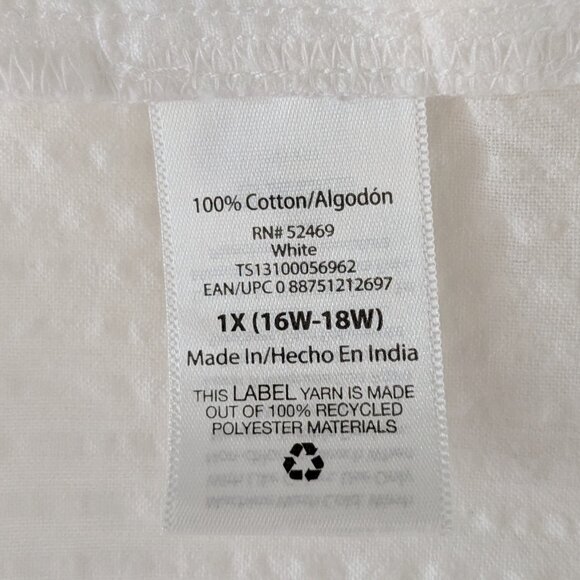 100% Cotton/Algodón
RN# 52469
White
TS13100056962
EAN/UPC 0 88751212697
1X (16W-18W)
Made In/Hecho En India
THIS LABEL YARN IS MADE
OUT OF 100% RECYCLED
POLYESTER MATERIALS